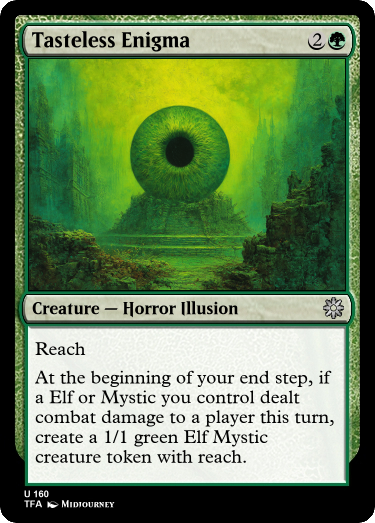 Tasteless Enigma 2
Creature — Horror Illusion
Reach
At the beginning of your end step, if
a Elf or Mystic you control dealt
combat damage to a player this turn,
create a 1/1 green Elf Mystic
creature token with reach.
U 160
TFA Midjourney